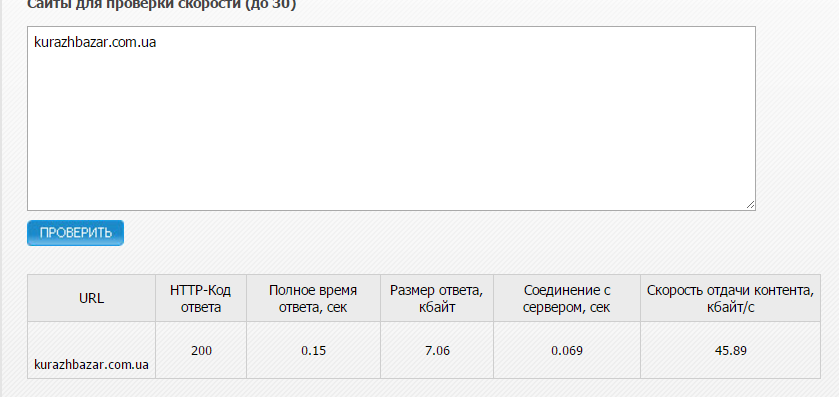 Сайты для проверки скорости (до 30)
kurazhbazar.com.ua
ПРОВЕРИТЬ
URL
HTTP-Код
ответа
Полное время
ответа, сек
Размер ответа,
кбайт
Соединение с
сервером, сек
Скорость отдачи контента,
кбайт/с
kurazhbazar.com.ua
200
0.15
7.06
0.069
45.89